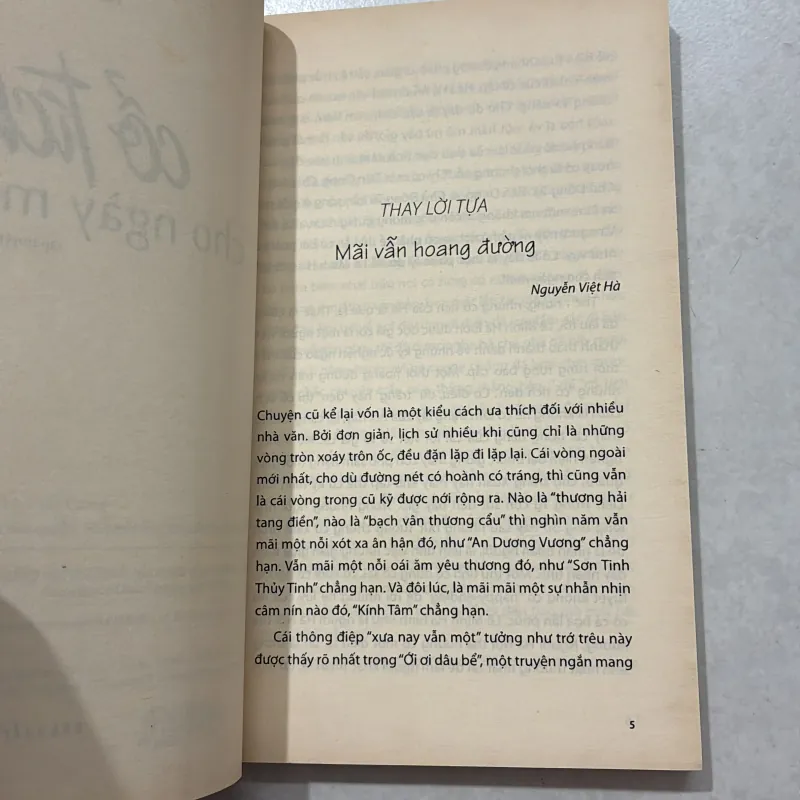 THAY LỜI TỰA
Mãi vẫn hoang đường
Nguyễn Việt Hà
Chuyện cũ kể lại vốn là một kiểu cách ưa thích đối với nhiều
nhà văn. Bởi đơn giản, lịch sử nhiều khi cũng chỉ là những
vòng tròn xoáy trôn ốc, đều đặn lặp đi lặp lại. Cái vòng ngoài
mới nhất, cho dù đường nét có hoành có tráng, thì cũng vẫn
là cái vòng trong cũ kỹ được nới rộng ra. Nào là “thương hải
tang điền”, nào là “bạch vân thương cẩu” thì nghìn năm vẫn
mãi một nỗi xót xa ân hận đó, như “An Dương Vương” chẳng
hạn. Vẫn mãi một nỗi oái ăm yêu thương đó, như “Sơn Tinh
Thủy Tinh” chẳng hạn. Và đôi lúc, là mãi mãi một sự nhẫn nhịn
câm nín nào đó, “Kính Tâm” chẳng hạn.
Cái thông điệp “xưa nay vẫn một” tưởng như trớ trêu này
được thấy rõ nhất trong “Ới ơi dâu bể”, một truyện ngắn mang
5